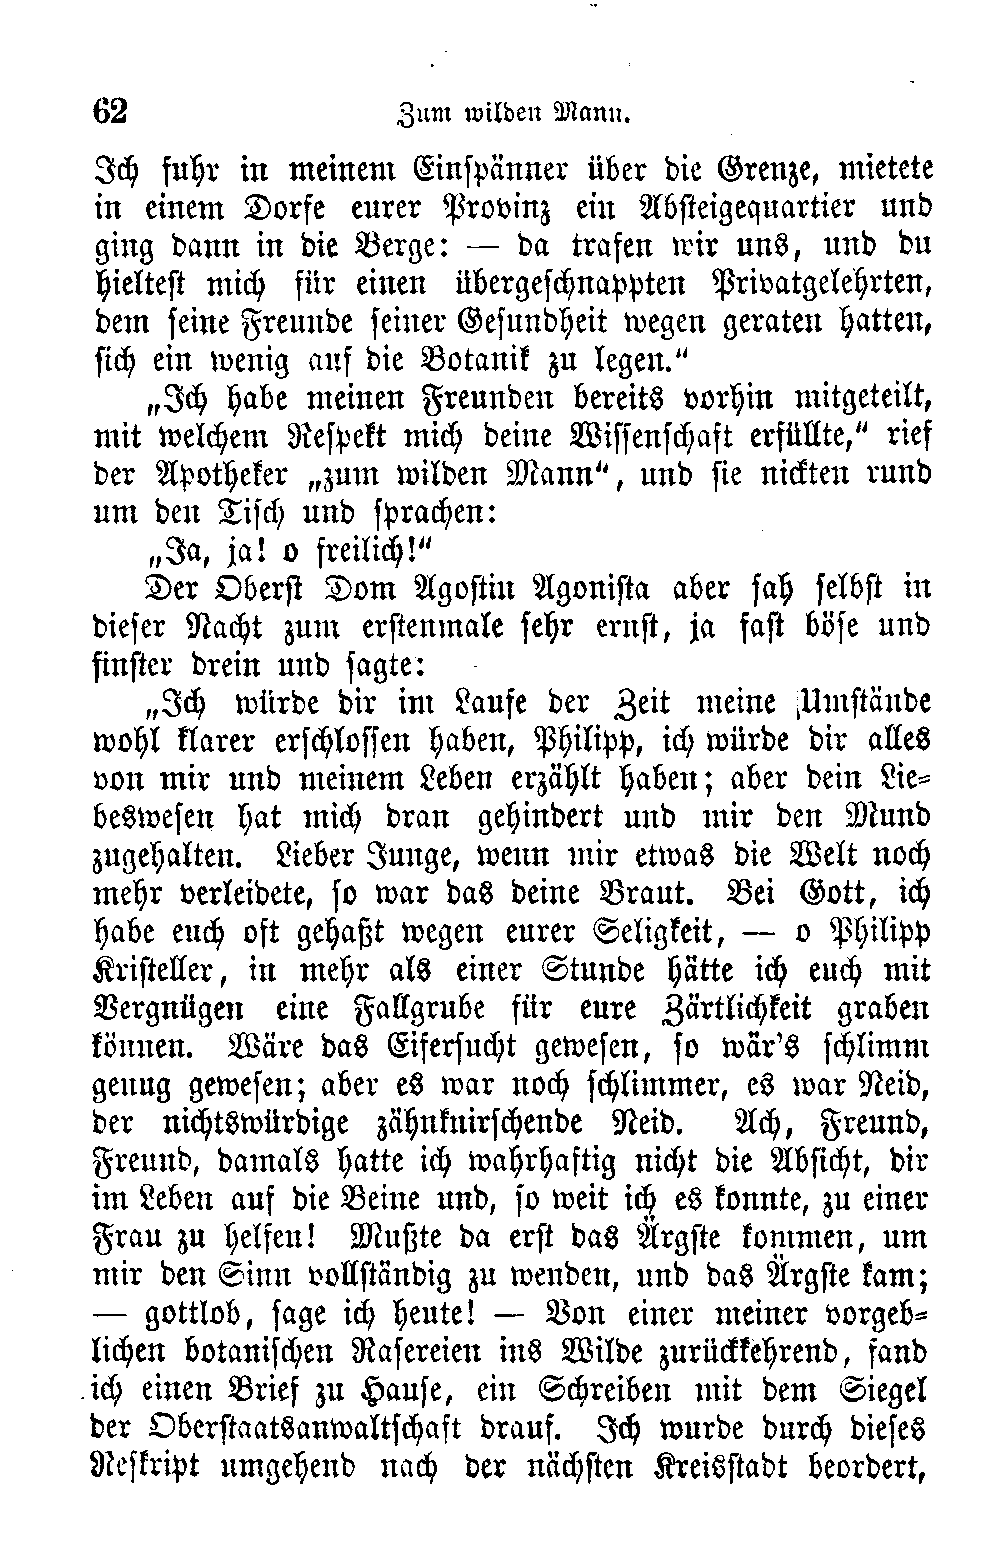 62 Zum wilden Mann.
Ich fuhr in meinem Einspänner über die Grenze, mietete
in einem Dorfe eurer Provinz ein Absteigequartier und
ging dann in die Berge: — da trafen wir uns, und du
hieltest mich für einen übergeschnappten Privatgelehrten,
dem seine Freunde seiner Gesundheit wegen geraten hatten,
sich ein wenig auf die Botanik zu legen.“
„Ich habe meinen Freunden bereits vorhin mitgeteilt,
mit welchem Respekt mich deine Wissenschaft erfüllte,“ rief
der Apotheker „zum wilden Mann“, und sie nickten rund
um den Tisch und sprachen:
„Ja, ja! o freilich!“
Der Oberst Dom Agostin Agonista aber sah selbst in
dieser Nacht zum erstenmale sehr ernst, ja fast böse und
finster drein und sagte:
„Ich würde dir im Laufe der Zeit meine Umstände
wohl klarer erschlossen haben, Philipp, ich würde dir alles
von mir und meinem Leben erzählt haben; aber dein Lie-
beswesen hat mich dran gehindert und mir den Mund
zugehalten. Lieber Junge, wenn mir etwas die Welt noch
mehr verleidete, so war das deine Braut. Bei Gott, ich
habe euch oft gehaßt wegen eurer Seligkeit, — o Philipp
Kristeller, in mehr als einer Stunde hätte ich euch mit
Vergnügen eine Fallgrube für eure Zärtlichkeit graben
können. Wäre das Eifersucht gewesen, so wär's schlimm
genug gewesen; aber es war noch schlimmer, es war Neid,
der nichtswürdige zähnknirschende Neid. Ach, Freund,
Freund, damals hatte ich wahrhaftig nicht die Absicht, dir
im Leben auf die Beine und, so weit ich es konnte, zu einer
Frau zu helfen! Mußte da erst das Ärgste kommen, um
mir den Sinn vollständig zu wenden, und das Ärgste kam;
— gottlob, sage ich heute! — Von einer meiner vorgeb-
lichen botanischen Rasereien ins Wilde zurückkehrend, fand
ich einen Brief zu Hause, ein Schreiben mit dem Siegel
der Oberstaatsanwaltschaft drauf. Ich wurde durch dieses
Reskript umgehend nach der nächsten Kreisstadt beordert,